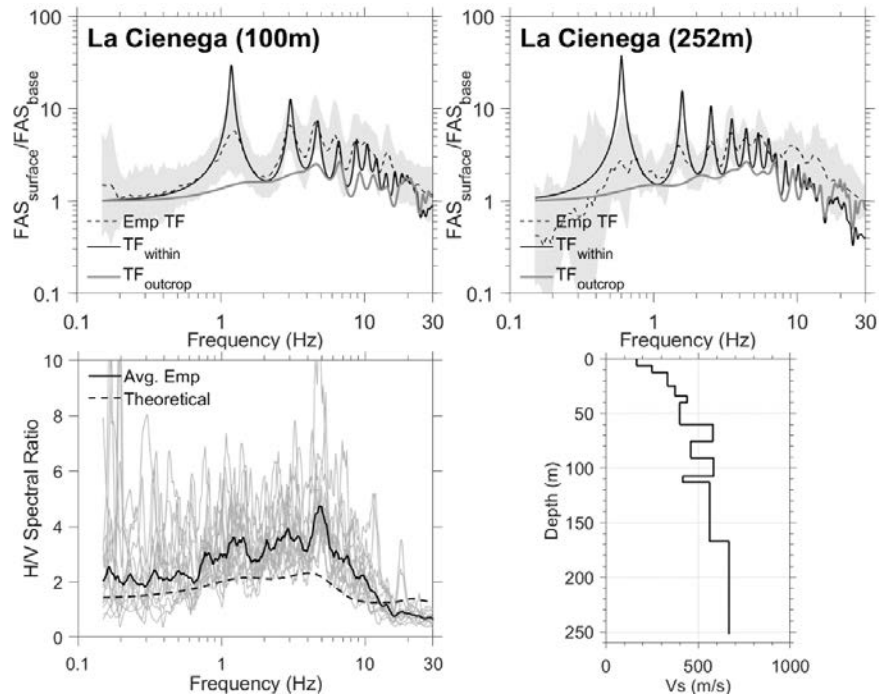 La Cienega (100m)
FAS_surface/FAS_base
100
10
1
0.1
Emp TF
TF_within
TF_outcrop
0.1 1 10 30
Frequency (Hz)
La Cienega (252m)
FAS_surface/FAS_base
100
10
1
0.1
Emp TF
TF_within
TF_outcrop
0.1 1 10 30
Frequency (Hz)
H/V Spectral Ratio
10
8
6
4
2
0
Avg. Emp
Theoretical
0.1 1 10 30
Frequency (Hz)
Depth (m)
0
50
100
150
200
250
0 500 1000
Vs (m/s)